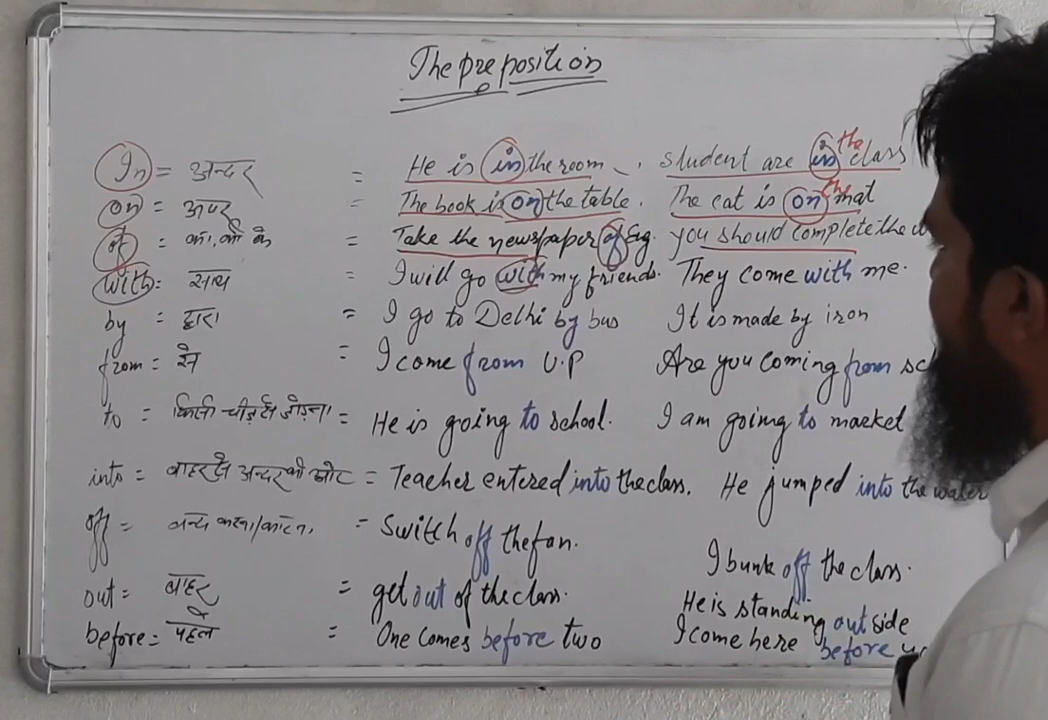 The preposition
In = अन्दर = He is in the room, student are in the class
on = ऊपर = The book is on the table. The cat is on the mat
of = का, की के = Take the newspaper of Eng. you should complete the
With = साथ = I will go with my friends. They come with me.
by = द्वारा = I go to Delhi by bus It is made by iron
from = से = I come from U.P Are you coming from
to = किसी चीज़ से जोड़ना = He is going to school. I am going to market
into = बाहर से अन्दर की ओर = Teacher entered into the class. He jumped into the water
off = बन्द करना/काटना, = Switch off the fan. I bunk off the class.
out = बाहर = get out of the class. He is standing outside
before = पहले = One comes before two I come here before